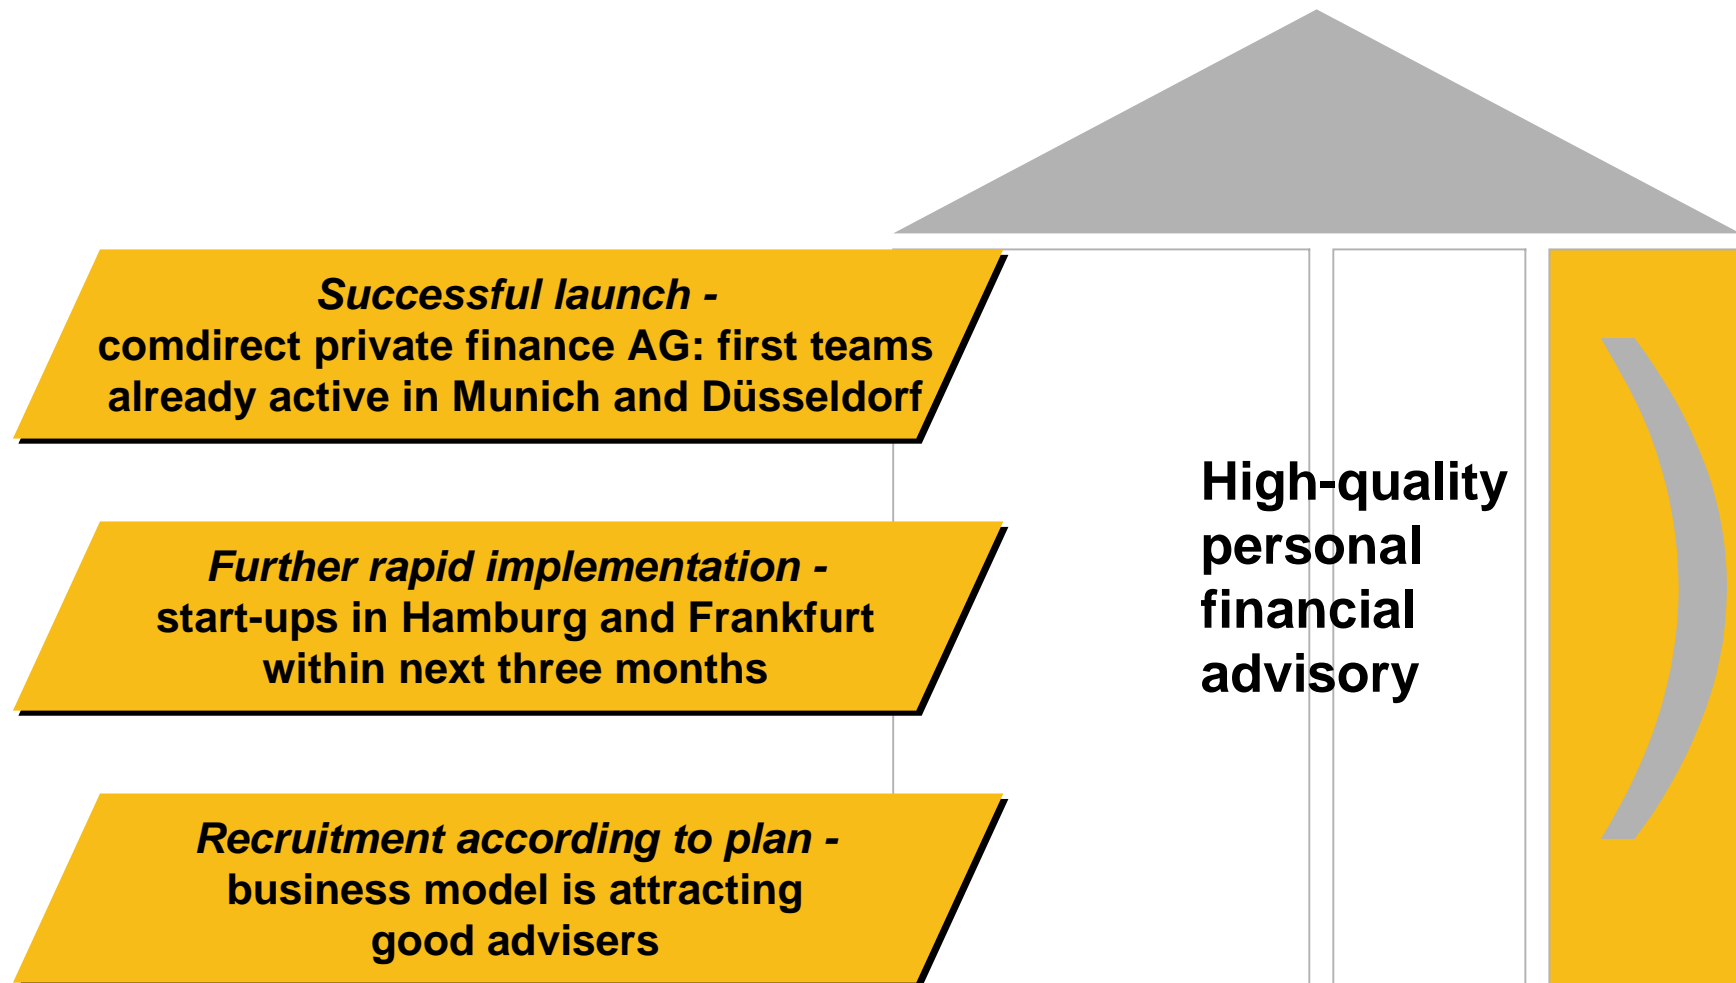 Successful launch -
comdirect private finance AG: first teams
already active in Munich and Düsseldorf
Further rapid implementation -
start-ups in Hamburg and Frankfurt
within next three months
Recruitment according to plan -
business model is attracting
good advisers
High-quality
personal
financial
advisory